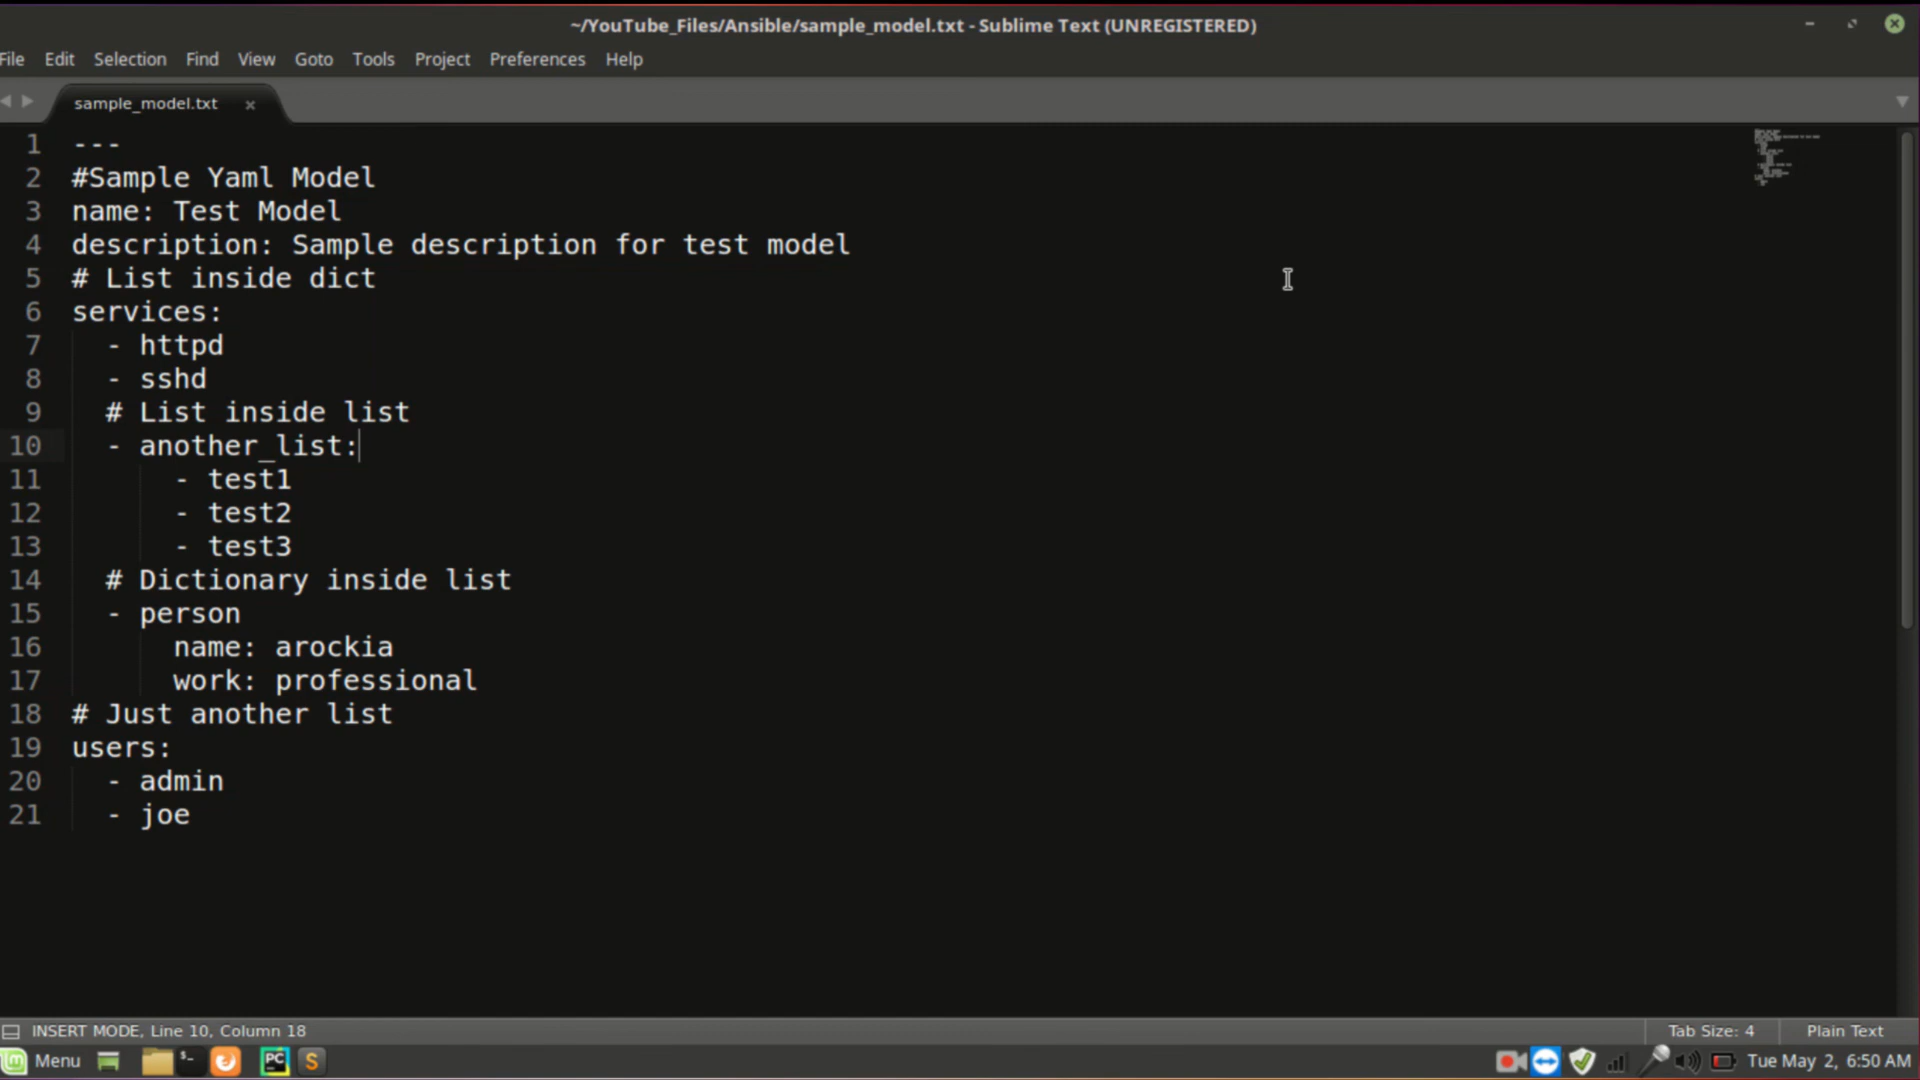 ~/YouTube_Files/Ansible/sample_model.txt - Sublime Text (UNREGISTERED)
File Edit Selection Find View Goto Tools Project Preferences Help
sample_model.txt ×
1 ---
2 #Sample Yaml Model
3 name: Test Model
4 description: Sample description for test model
5 # List inside dict
6 services:
7 - httpd
8 - sshd
9 # List inside list
10 - another_list:
11 - test1
12 - test2
13 - test3
14 # Dictionary inside list
15 - person
16 name: arockia
17 work: professional
18 # Just another list
19 users:
20 - admin
21 - joe
INSERT MODE, Line 10, Column 18 Tab Size: 4 Plain Text
Menu PC S Tue May 2, 6:50 AM